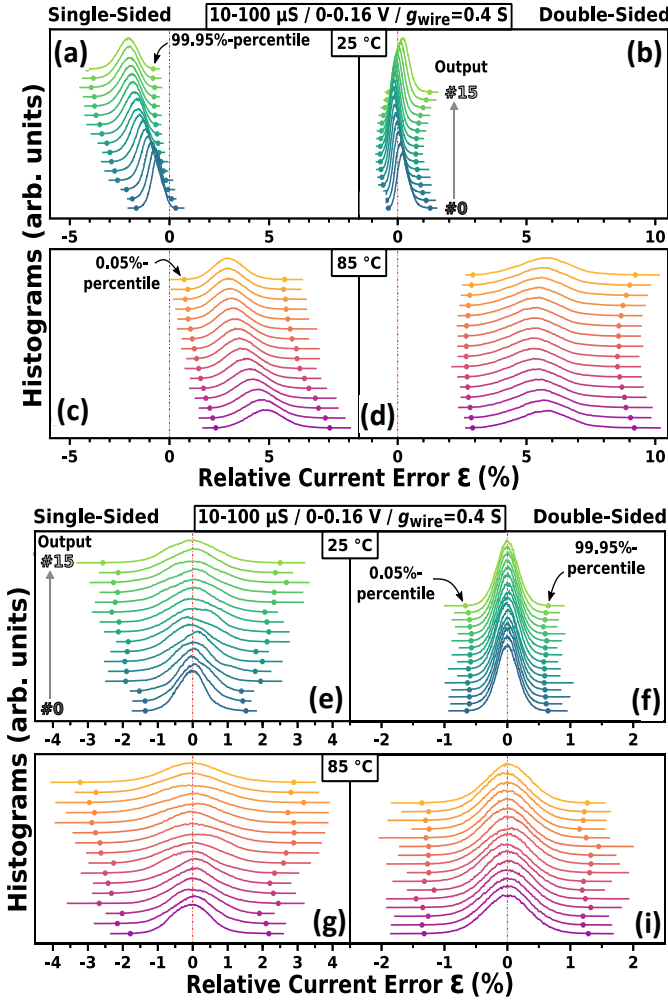 Single-Sided 10-100 µS / 0-0.16 V / gwire=0.4 S Double-Sided
(a) 99.95%-percentile 25 °C (b)
Output
#15
#0
-5 0 5 0 5 10
0.05%-
percentile
85 °C
(c) (d)
-5 0 5 0 5 10
Histograms (arb. units)
Relative Current Error ε (%)
Single-Sided 10-100 µS / 0-0.16 V / gwire=0.4 S Double-Sided
Output
#15
#0
25 °C
0.05%-
percentile
99.95%-
percentile
(e) (f)
-4 -3 -2 -1 0 1 2 3 4 -2 -1 0 1 2
85 °C
(g) (i)
-4 -3 -2 -1 0 1 2 3 4 5 -2 -1 0 1 2
Histograms (arb. units)
Relative Current Error ε (%)